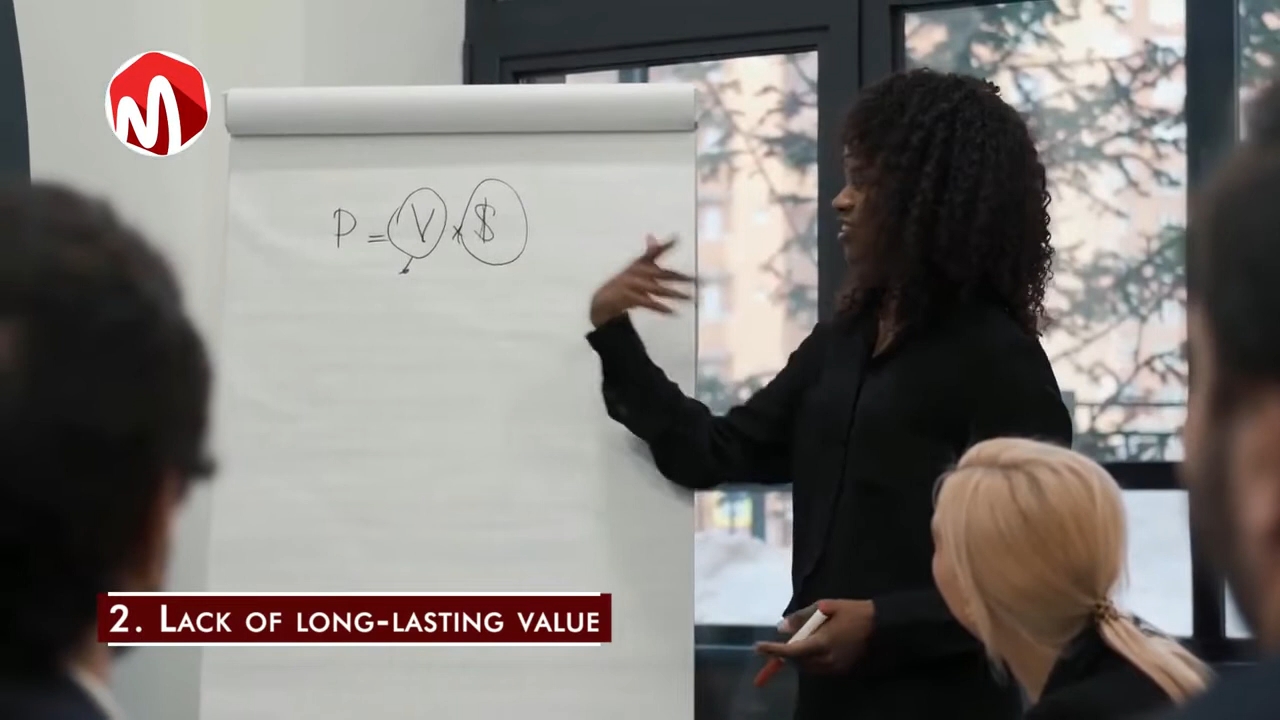 P = V x $
2. Lack of long-lasting value